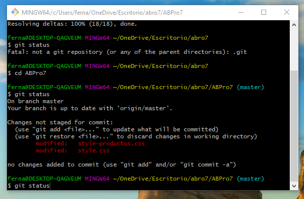 MINGW64:/c/Users/Ferna/OneDrive/Escritorio/abro7/ABPro7
Resolving deltas: 100% (18/18), done.
Ferna@DESKTOP-QAGVEUM MINGW64 ~/OneDrive/Escritorio/abro7
$ git status
fatal: not a git repository (or any of the parent directories): .git
Ferna@DESKTOP-QAGVEUM MINGW64 ~/OneDrive/Escritorio/abro7
$ cd ABPro7
Ferna@DESKTOP-QAGVEUM MINGW64 ~/OneDrive/Escritorio/abro7/ABPro7 (master)
$ git status
On branch master
Your branch is up to date with 'origin/master'.
Changes not staged for commit:
(use "git add <file>..." to update what will be committed)
(use "git restore <file>..." to discard changes in working directory)
modified: style-productos.css
modified: style.css
no changes added to commit (use "git add" and/or "git commit -a")
Ferna@DESKTOP-QAGVEUM MINGW64 ~/OneDrive/Escritorio/abro7/ABPro7 (master)
$ git status